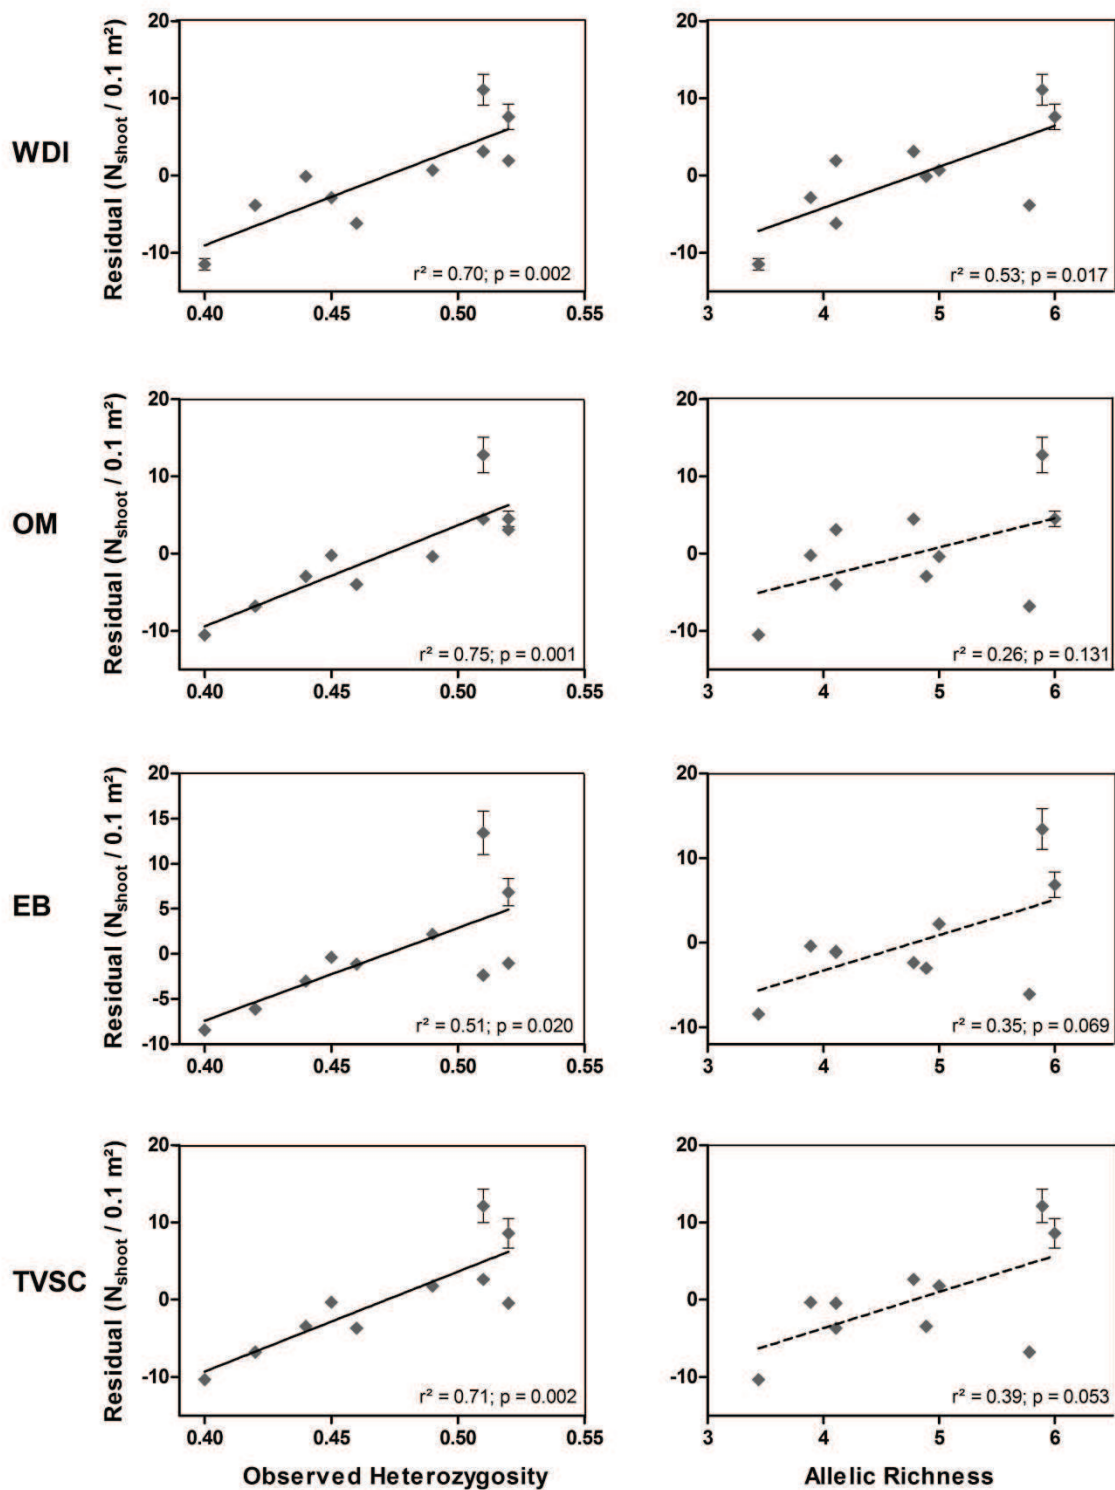 WDI
Residual (N_shoot / 0.1 m²)
20
10
0
-10
r² = 0.70; p = 0.002
0.40 0.45 0.50 0.55
20
10
0
-10
r² = 0.53; p = 0.017
3 4 5 6
OM
Residual (N_shoot / 0.1 m²)
20
10
0
-10
r² = 0.75; p = 0.001
0.40 0.45 0.50 0.55
20
10
0
-10
r² = 0.26; p = 0.131
3 4 5 6
EB
Residual (N_shoot / 0.1 m²)
20
15
10
5
0
-5
-10
r² = 0.51; p = 0.020
0.40 0.45 0.50 0.55
20
10
0
-10
r² = 0.35; p = 0.069
3 4 5 6
TVSC
Residual (N_shoot / 0.1 m²)
20
10
0
-10
r² = 0.71; p = 0.002
0.40 0.45 0.50 0.55
Observed Heterozygosity
20
10
0
-10
r² = 0.39; p = 0.053
3 4 5 6
Allelic Richness